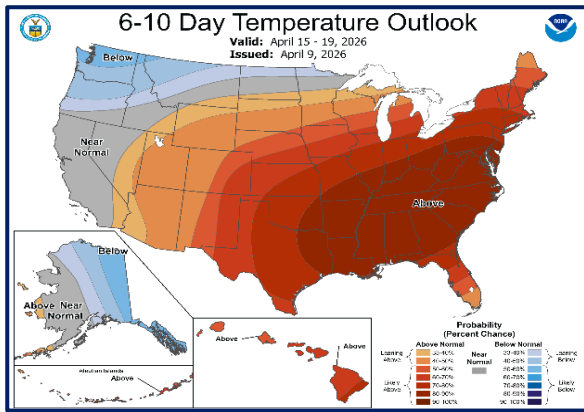 6-10 Day Temperature Outlook
Valid: April 15 - 19, 2026
Issued: April 9, 2026
Below
Near
Normal
Above
Below
Above
Near
Normal
Aleutian Islands
Above
Above
Above
Probability
(Percent Chance)
Above Normal
Below Normal
Leaning
Above
33-40%
40-50%
50-60%
60-70%
Likely
Above
70-80%
80-90%
90-100%
Near
Normal
33-40%
40-50%
50-60%
Leaning
Below
60-70%
70-80%
80-90%
90-100%
Likely
Below